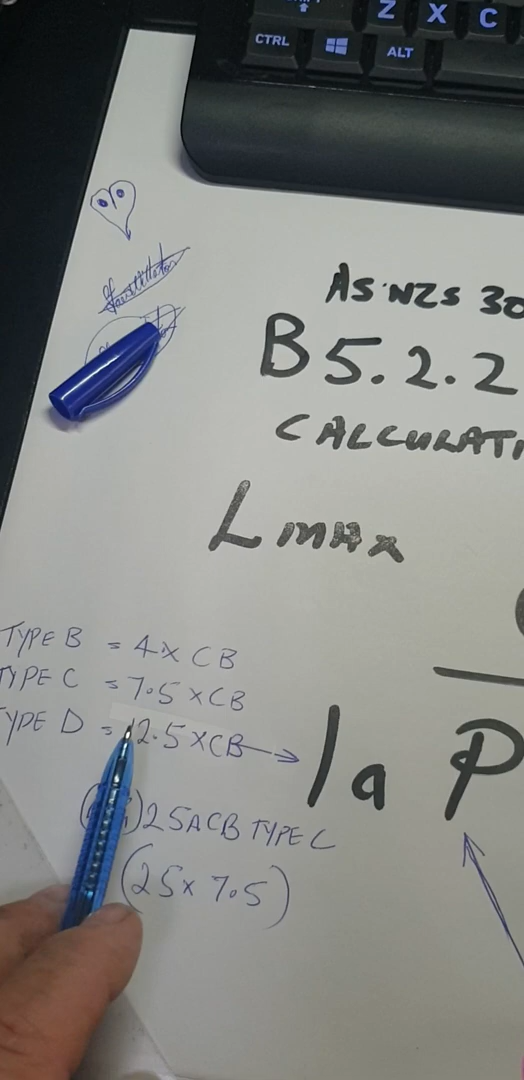 Z X C
CTRL ALT
AS/NZS 30
B5.2.2
CALCULATI
LMAX
TYPE B = 4 X CB
TYPE C = 7.5 X CB
TYPE D = 12.5 X CB
Ia P
25A CB TYPE C
(25 x 7.5)